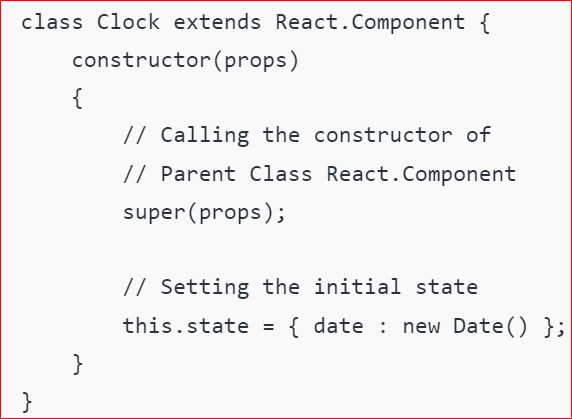 class Clock extends React.Component {
    constructor(props)
    {
        // Calling the constructor of
        // Parent Class React.Component
        super(props);

        // Setting the initial state
        this.state = { date : new Date() };
    }
}